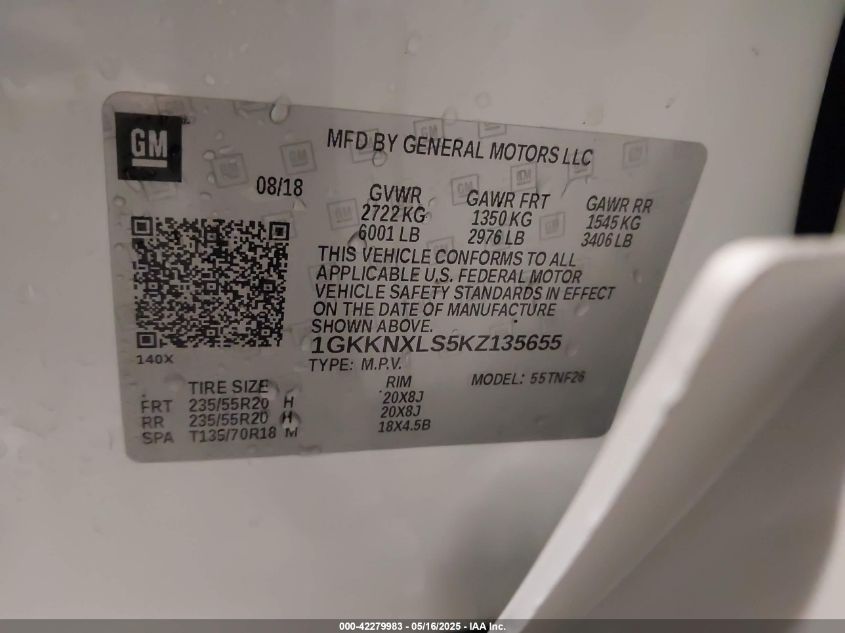 GM
MFD BY GENERAL MOTORS LLC
08/18
GVWR GAWR FRT GAWR RR
2722 KG 1350 KG 1545 KG
6001 LB 2976 LB 3406 LB
THIS VEHICLE CONFORMS TO ALL
APPLICABLE U.S. FEDERAL MOTOR
VEHICLE SAFETY STANDARDS IN EFFECT
ON THE DATE OF MANUFACTURE
SHOWN ABOVE.
1GKKNXLS5KZ135655
140X
TYPE: M.P.V. MODEL: 55TNF26
TIRE SIZE RIM
FRT 235/55R20 H 20X8J
RR 235/55R20 H 20X8J
SPA T135/70R18 M 18X4.5B
000-42279983 - 05/16/2025 - IAA Inc.